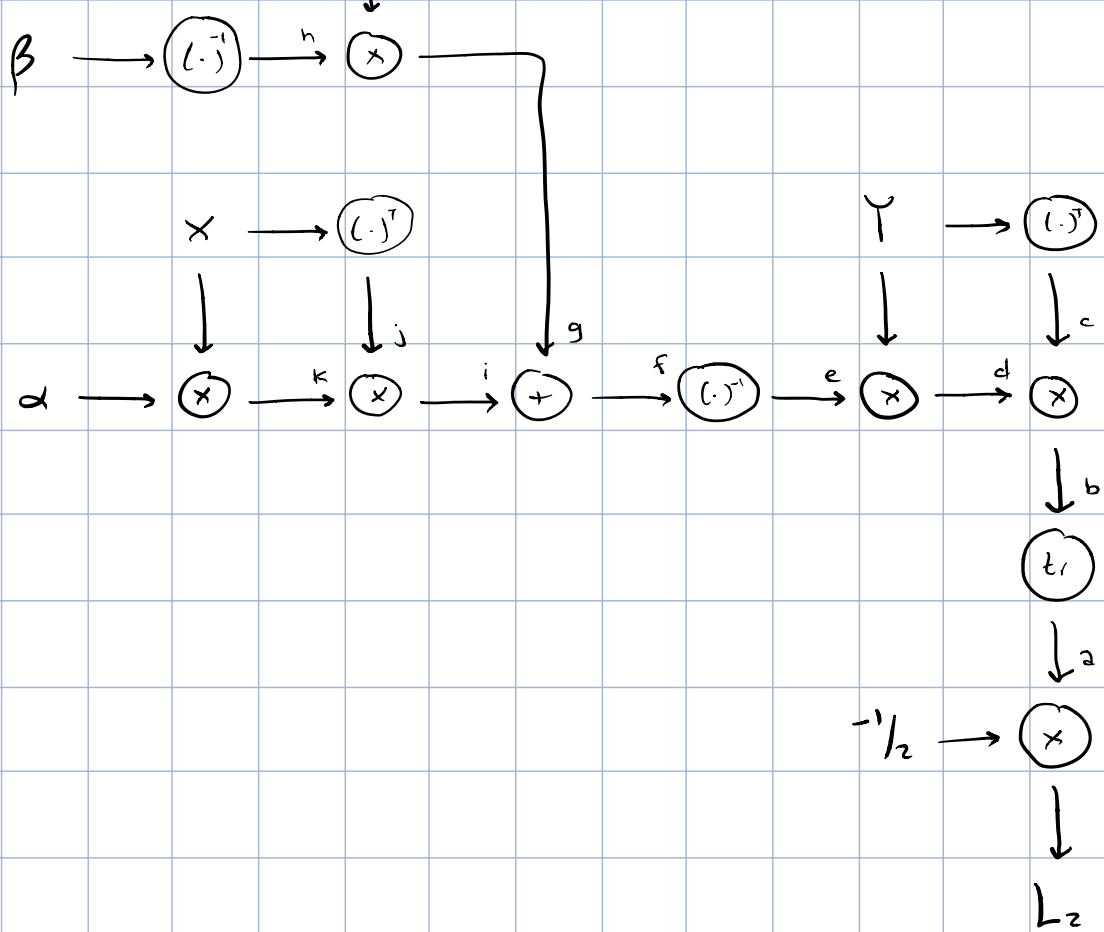 β (·)⁻¹ h ×
X (·)ᵀ Y (·)ᵀ
j g c
α × k × i + f (·)⁻¹ e × d ×
b
tr
a
-1/2 ×
L2